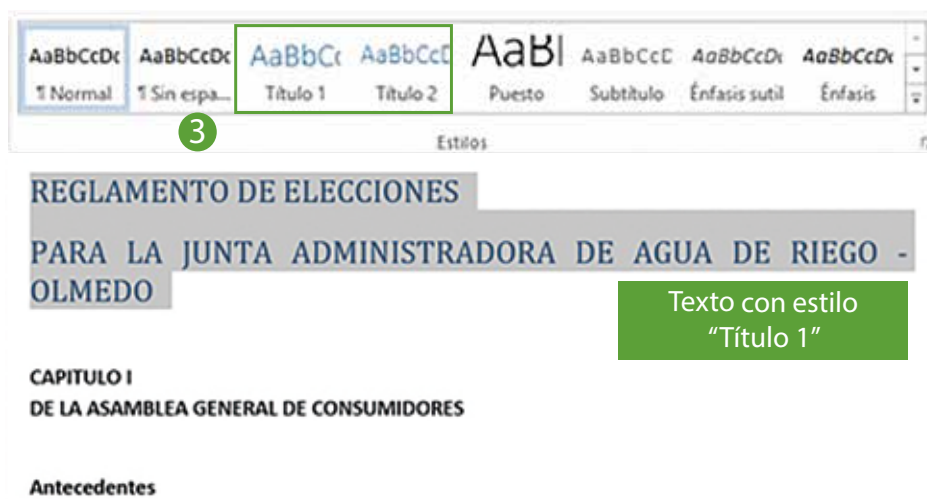 AaBbCcDc AaBbCcDc AaBbCc AaBbCcD AaBl AaBbCcC AaBbCcDc AaBbCcDc
¶ Normal ¶ Sin espa... Título 1 Título 2 Puesto Subtítulo Énfasis sutil Énfasis
3
Estilos
REGLAMENTO DE ELECCIONES
PARA LA JUNTA ADMINISTRADORA DE AGUA DE RIEGO -
OLMEDO
Texto con estilo
“Título 1”
CAPITULO I
DE LA ASAMBLEA GENERAL DE CONSUMIDORES
Antecedentes